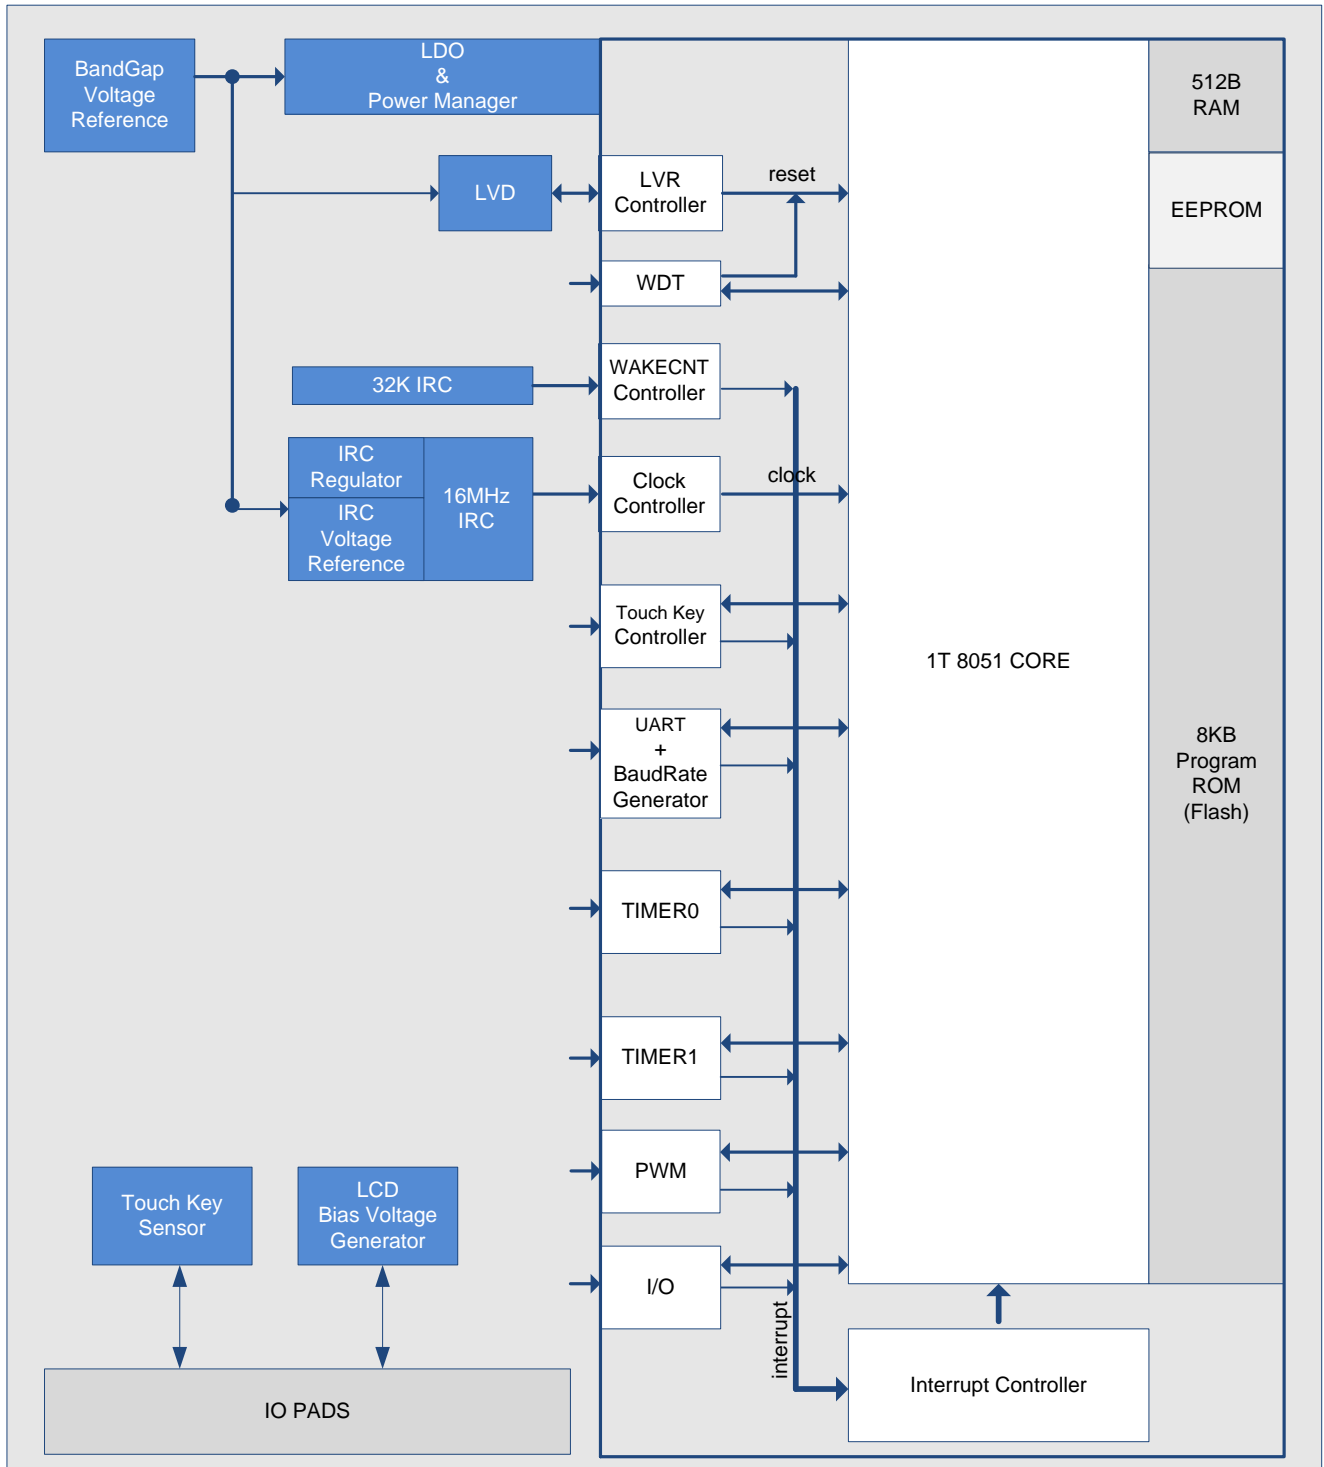 BandGap
Voltage
Reference
LDO
&
Power Manager
512B
RAM
LVD
LVR
Controller
reset
EEPROM
WDT
32K IRC
WAKECNT
Controller
IRC
Regulator
IRC
Voltage
Reference
16MHz
IRC
Clock
Controller
clock
Touch Key
Controller
1T 8051 CORE
UART
+
BaudRate
Generator
8KB
Program
ROM
(Flash)
TIMER0
TIMER1
PWM
Touch Key
Sensor
LCD
Bias Voltage
Generator
I/O
interrupt
Interrupt Controller
IO PADS